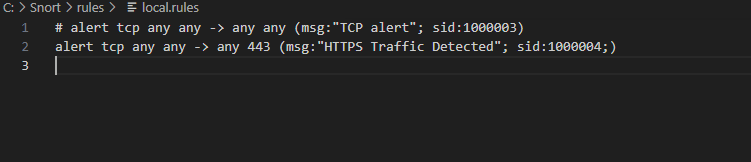 C: > Snort > rules > local.rules
1 # alert tcp any any -> any any (msg:"TCP alert"; sid:1000003)
2 alert tcp any any -> any 443 (msg:"HTTPS Traffic Detected"; sid:1000004;)
3